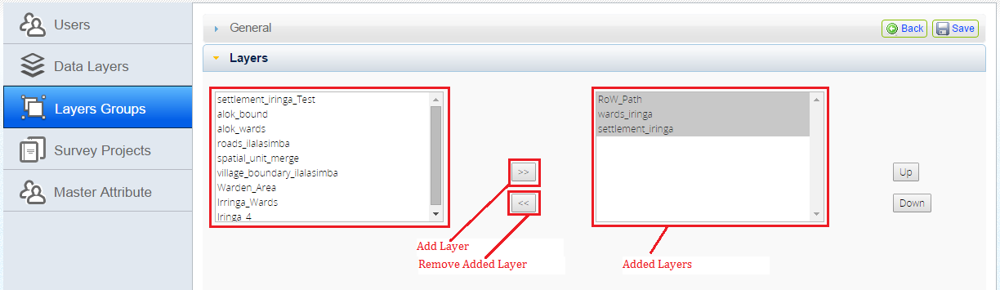 Users
Data Layers
Layers Groups
Survey Projects
Master Attribute
General
Back
Save
Layers
settlement_iringa_Test
alok_bound
alok_wards
roads_ilalasimba
spatial_unit_merge
village_boundary_ilalasimba
Warden_Area
Irringa_Wards
Iringa_4
>>
<<
RoW_Path
wards_iringa
settlement_iringa
Up
Down
Add Layer
Remove Added Layer
Added Layers